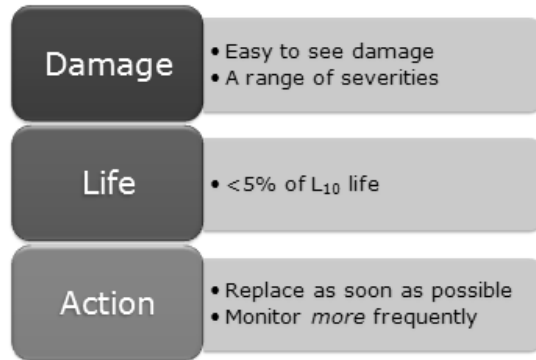 Damage
• Easy to see damage
• A range of severities
Life
• <5% of L₁₀ life
Action
• Replace as soon as possible
• Monitor more frequently